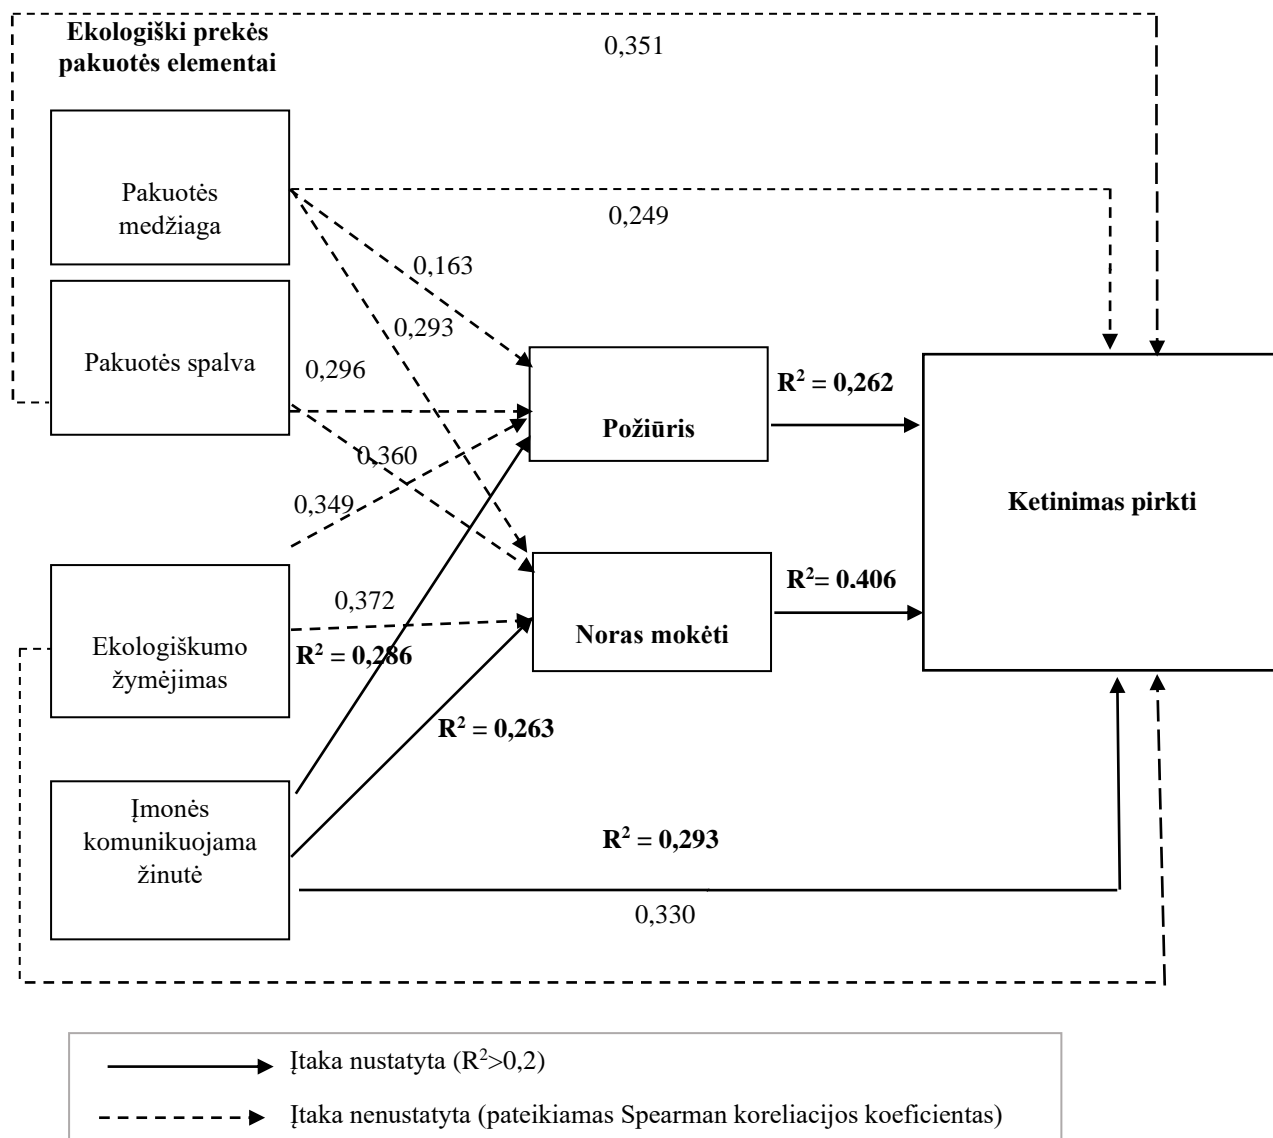 Ekologiški prekės
pakuotės elementai
0,351
Pakuotės
medžiaga
0,249
0,163
0,293
Pakuotės spalva
0,296
R² = 0,262
Požiūris
0,360
0,349
Ketinimas pirkti
R²= 0.406
0,372
Noras mokėti
Ekologiškumo
žymėjimas
R² = 0,286
R² = 0,263
Įmonės
komunikuojama
žinutė
R² = 0,293
0,330
Įtaka nustatyta (R²>0,2)
Įtaka nenustatyta (pateikiamas Spearman koreliacijos koeficientas)